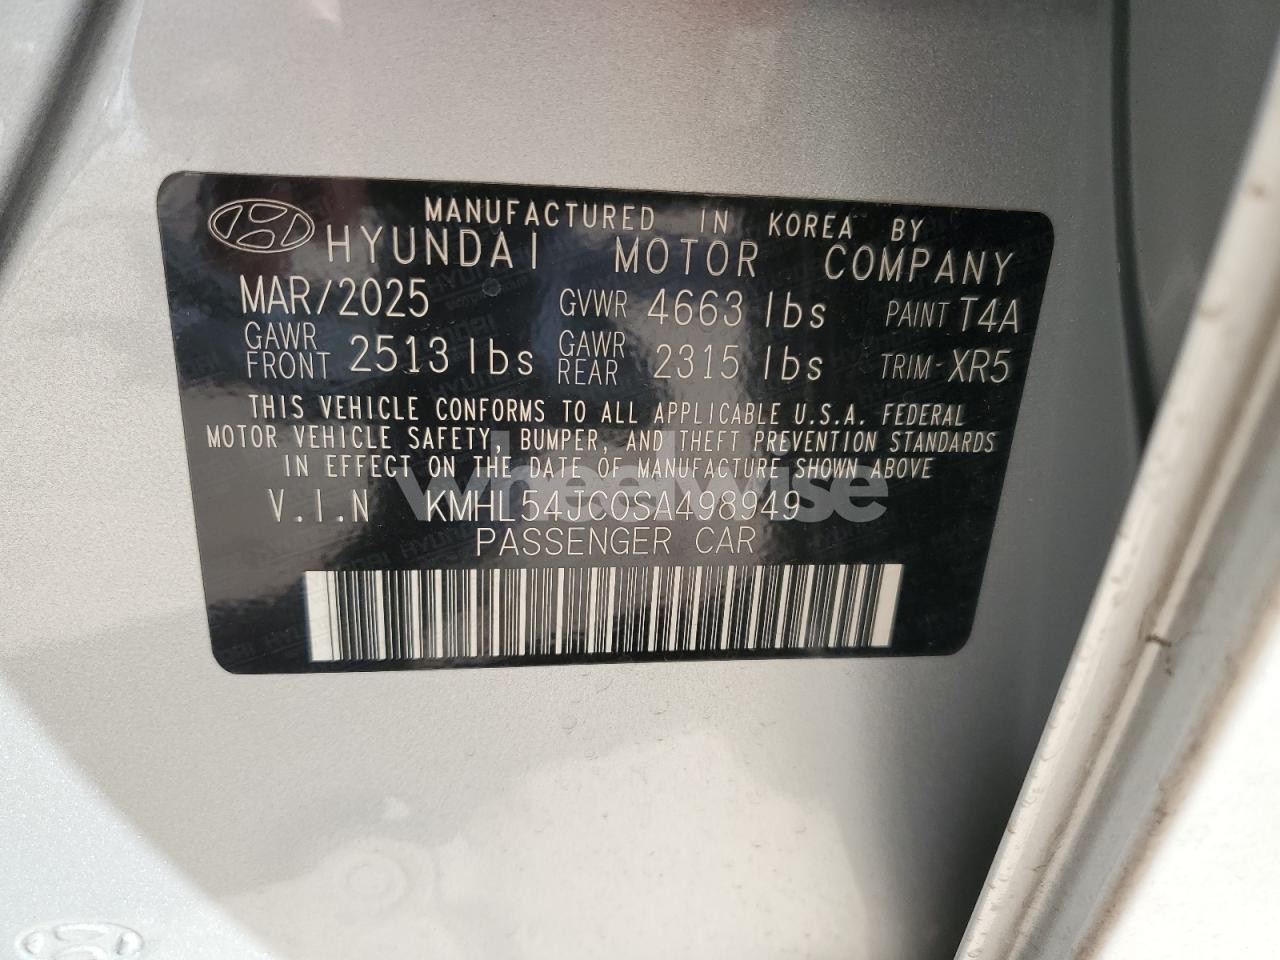 MANUFACTURED IN KOREA BY
HYUNDAI MOTOR COMPANY
MAR/2025 GVWR 4663 lbs PAINT T4A
GAWR FRONT 2513 lbs GAWR REAR 2315 lbs TRIM-XR5
THIS VEHICLE CONFORMS TO ALL APPLICABLE U.S.A. FEDERAL
MOTOR VEHICLE SAFETY, BUMPER, AND THEFT PREVENTION STANDARDS
IN EFFECT ON THE DATE OF MANUFACTURE SHOWN ABOVE
wheelwise
V.I.N KMHL54JC0SA498949
PASSENGER CAR